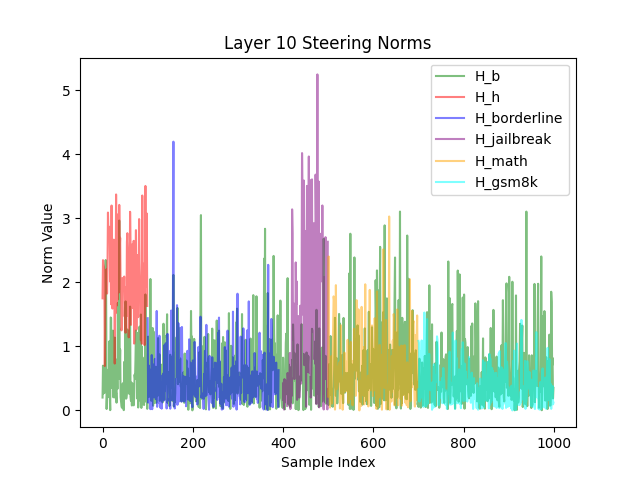 Layer 10 Steering Norms
Norm Value
5
4
3
2
1
0
H_b
H_h
H_borderline
H_jailbreak
H_math
H_gsm8k
0 200 400 600 800 1000
Sample Index